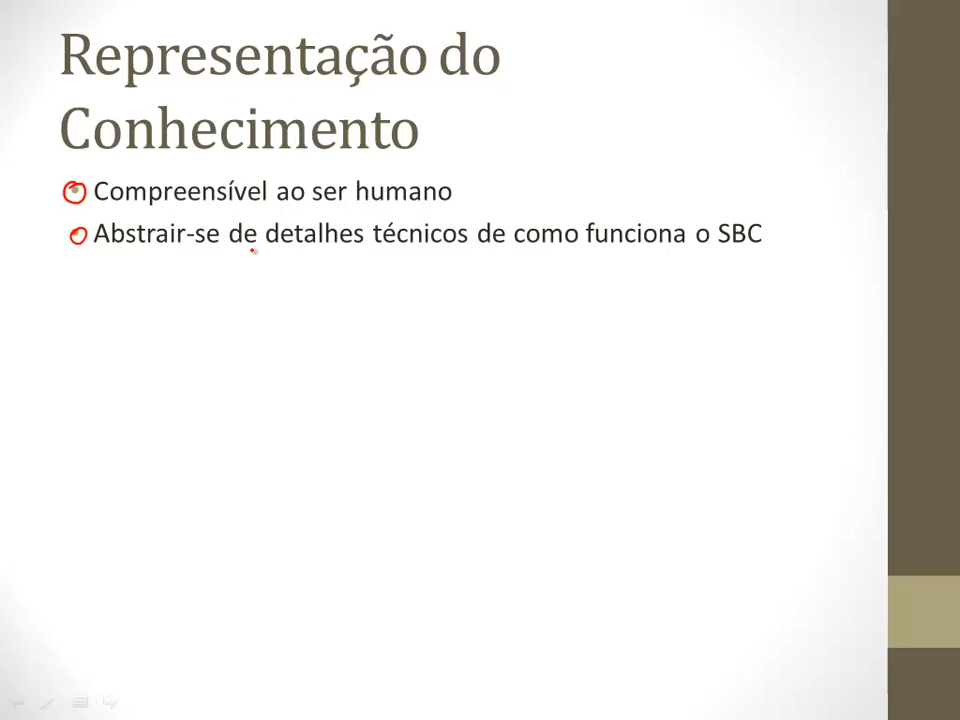 Representação do
Conhecimento
Compreensível ao ser humano
Abstrair-se de detalhes técnicos de como funciona o SBC